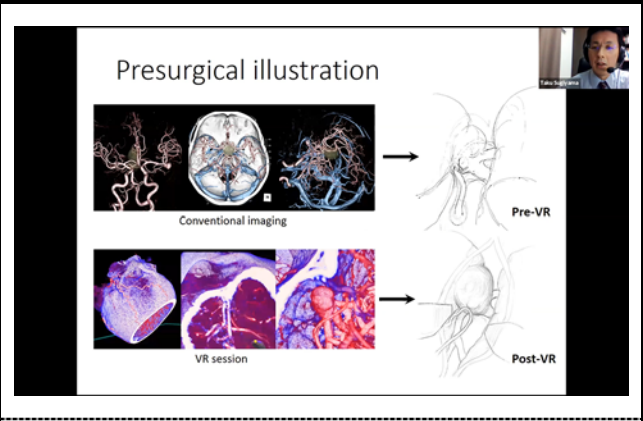 Presurgical illustration
Taku Sugiyama
Conventional imaging
Pre-VR
VR session
Post-VR